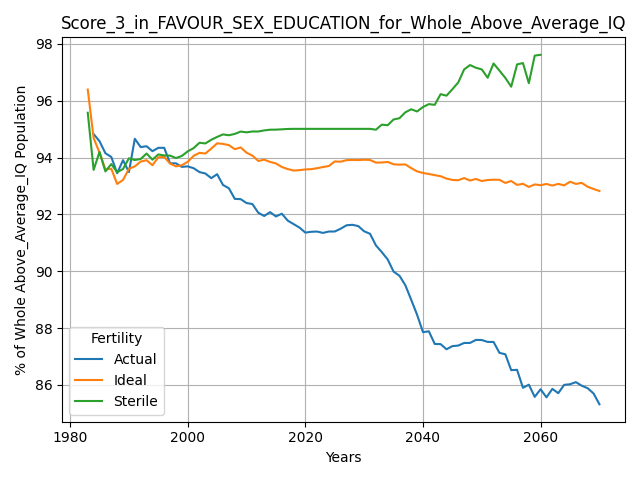 Score_3_in_FAVOUR_SEX_EDUCATION_for_Whole_Above_Average_IQ
% of Whole Above_Average_IQ Population
98
96
94
92
90
88
86
Fertility
Actual
Ideal
Sterile
1980
2000
2020
2040
2060
Years